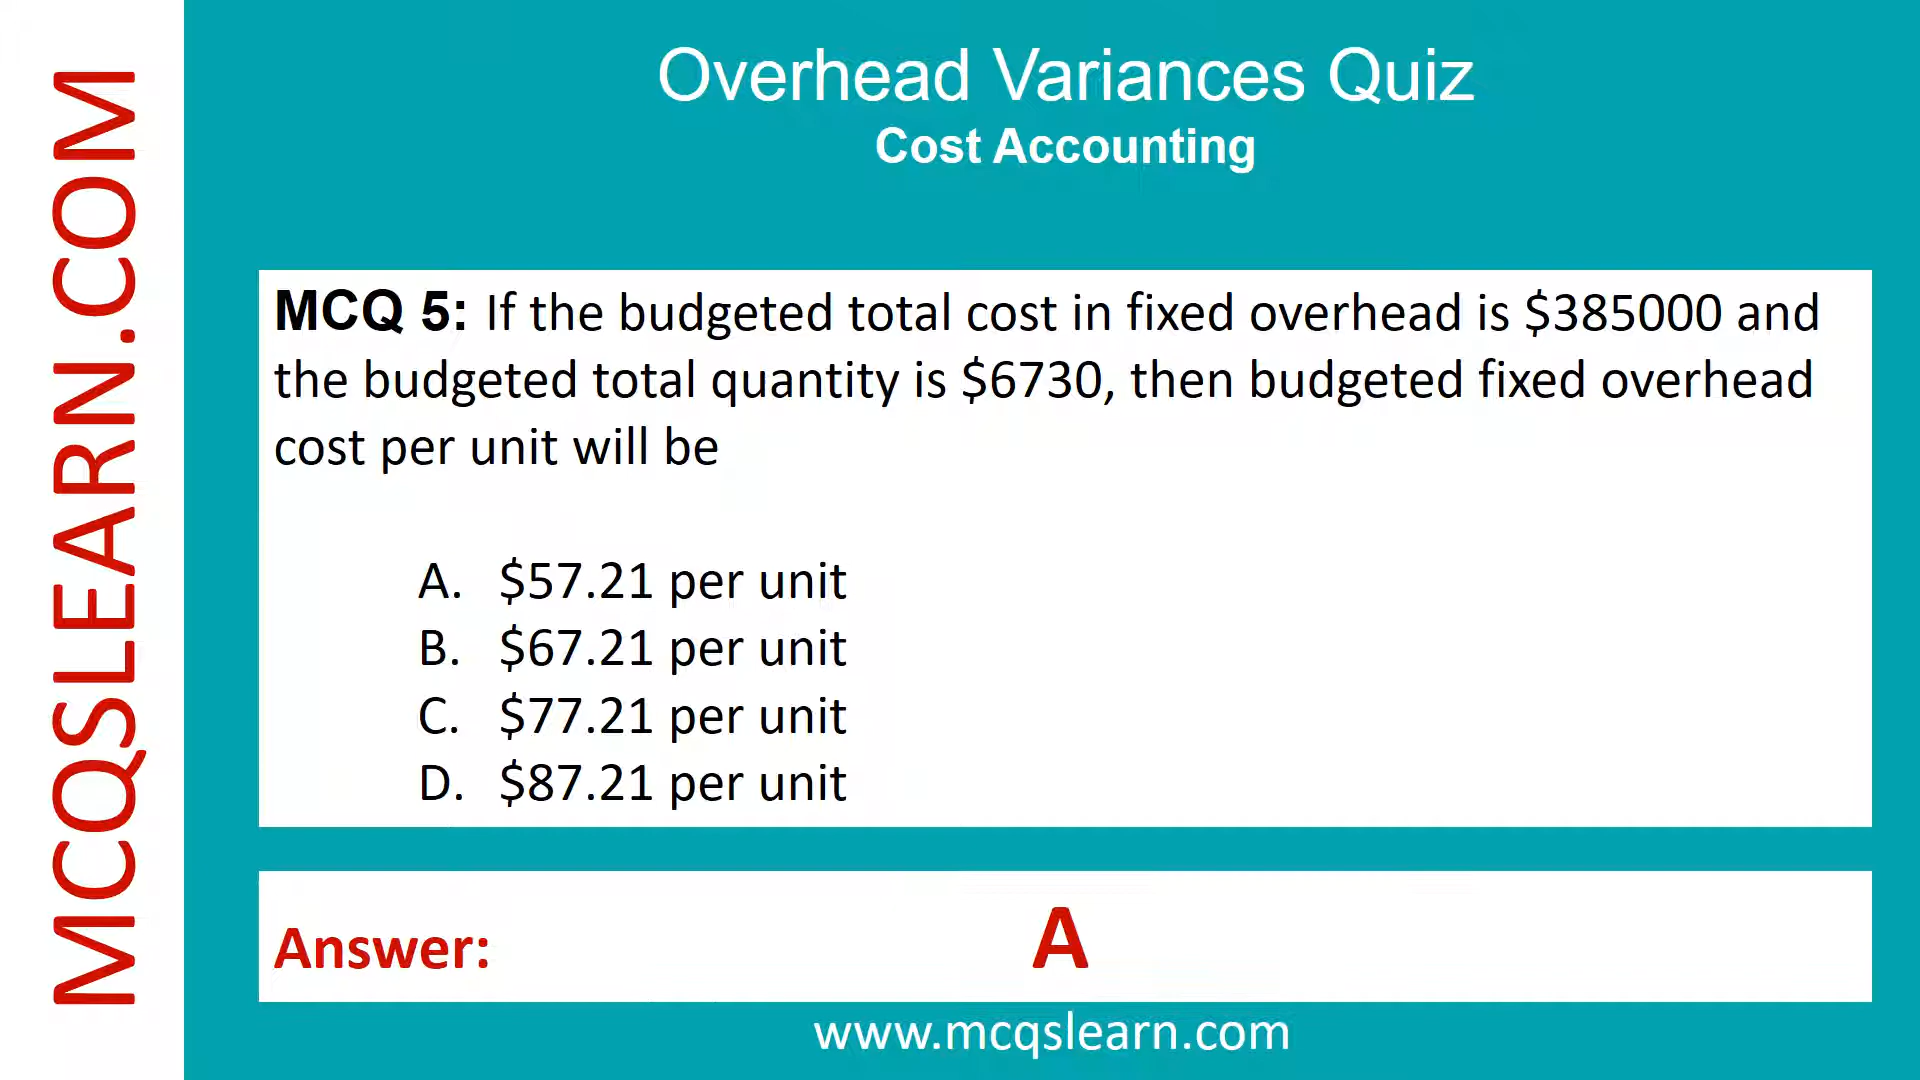 MCQSLEARN.COM
Overhead Variances Quiz
Cost Accounting
MCQ 5: If the budgeted total cost in fixed overhead is $385000 and
the budgeted total quantity is $6730, then budgeted fixed overhead
cost per unit will be
A. $57.21 per unit
B. $67.21 per unit
C. $77.21 per unit
D. $87.21 per unit
Answer: A
www.mcqslearn.com